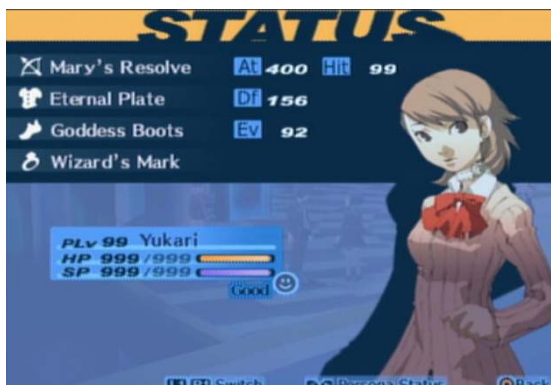 STATUS
Mary's Resolve At 400 Hit 99
Eternal Plate Df 156
Goddess Boots Ev 92
Wizard's Mark
PLv 99 Yukari
HP 999/999
SP 999/999
Good
Switch Persona Status Back